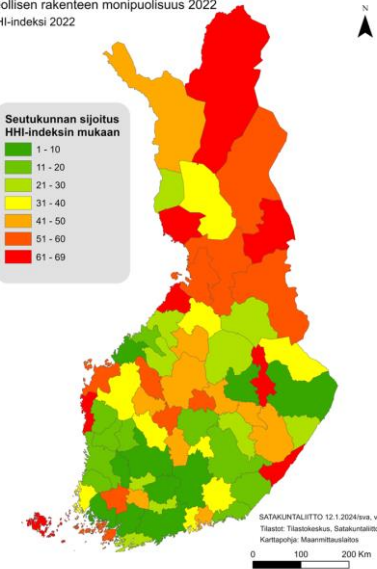 ollisen rakenteen monipuolisuus 2022
HI-indeksi 2022
N
Seutukunnan sijoitus
HHI-indeksin mukaan
1 - 10
11 - 20
21 - 30
31 - 40
41 - 50
51 - 60
61 - 69
SATAKUNTALIITTO 12.1.2024/sva, v
Tilastot: Tilastokeskus, Satakuntaliitto
Karttapohja: Maanmittauslaitos
0 100 200 Km